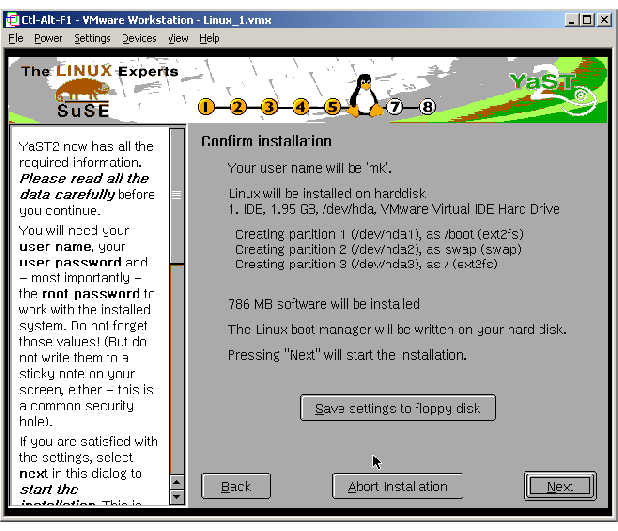 Ctl-Alt-F1 - VMware Workstation - Linux_1.vmx
File Power Settings Devices View Help
The LINUX Experts
SuSE
1 2 3 4 5 7 8
YaST
2
YaST2 now has all the
required information.
Please read all the
data carefully before
you continue.
You will need your
user name, your
user password and
– most importantly –
the root password to
work with the installed
system. Do not forget
those values! (But do
not write them to a
sticky note on your
screen, either – this is
a common security
hole).
If you are satisfied with
the settings, select
next in this dialog to
start the
installation. This is
Confirm installation
Your user name will be 'mk'.
Linux will be installed on harddisk
1. IDE, 1.95 GB, /dev/hda, VMware Virtual IDE Hard Drive
Creating partition 1 (/dev/hda1), as /boot (ext2fs)
Creating partition 2 (/dev/hda2), as swap (swap)
Creating partition 3 (/dev/hda3), as / (ext2fs)
786 MB software will be installed
The Linux boot manager will be written on your hard disk.
Pressing "Next" will start the installation.
Save settings to floppy disk
Back
Abort Installation
Next